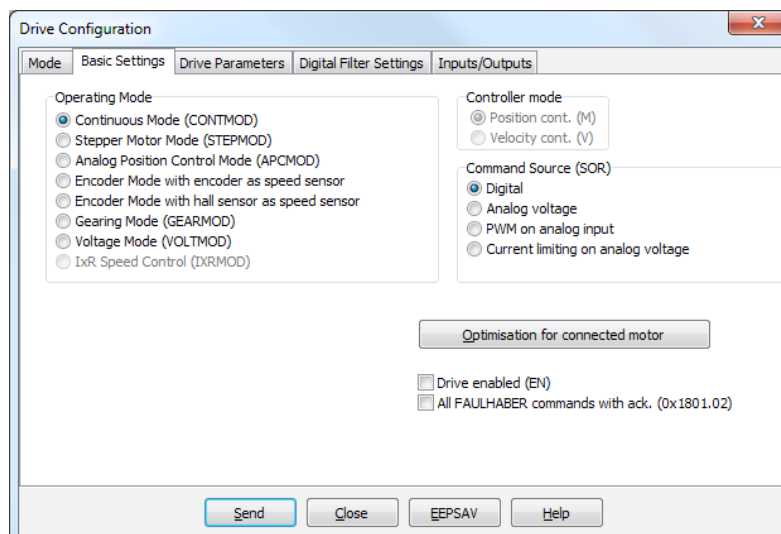 Drive Configuration
Mode Basic Settings Drive Parameters Digital Filter Settings Inputs/Outputs
Operating Mode
Continuous Mode (CONTMOD)
Stepper Motor Mode (STEPMOD)
Analog Position Control Mode (APCMOD)
Encoder Mode with encoder as speed sensor
Encoder Mode with hall sensor as speed sensor
Gearing Mode (GEARMOD)
Voltage Mode (VOLTMOD)
IxR Speed Control (IXRMOD)
Controller mode
Position cont. (M)
Velocity cont. (V)
Command Source (SOR)
Digital
Analog voltage
PWM on analog input
Current limiting on analog voltage
Optimisation for connected motor
Drive enabled (EN)
All FAULHABER commands with ack. (0x1801.02)
Send Close EEPSAV Help